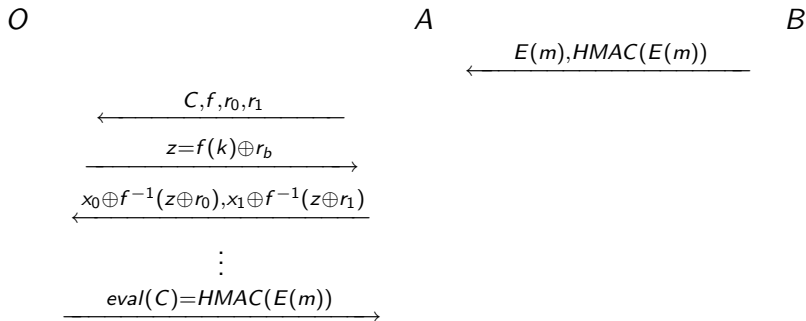 O A B
E(m),HMAC(E(m))
C,f,r₀,r₁
z=f(k)⊕r_b
x₀⊕f⁻¹(z⊕r₀),x₁⊕f⁻¹(z⊕r₁)
⋮
eval(C)=HMAC(E(m))